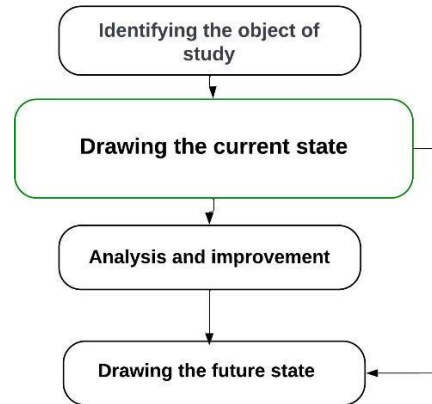 Identifying the object of
study
Drawing the current state
Analysis and improvement
Drawing the future state